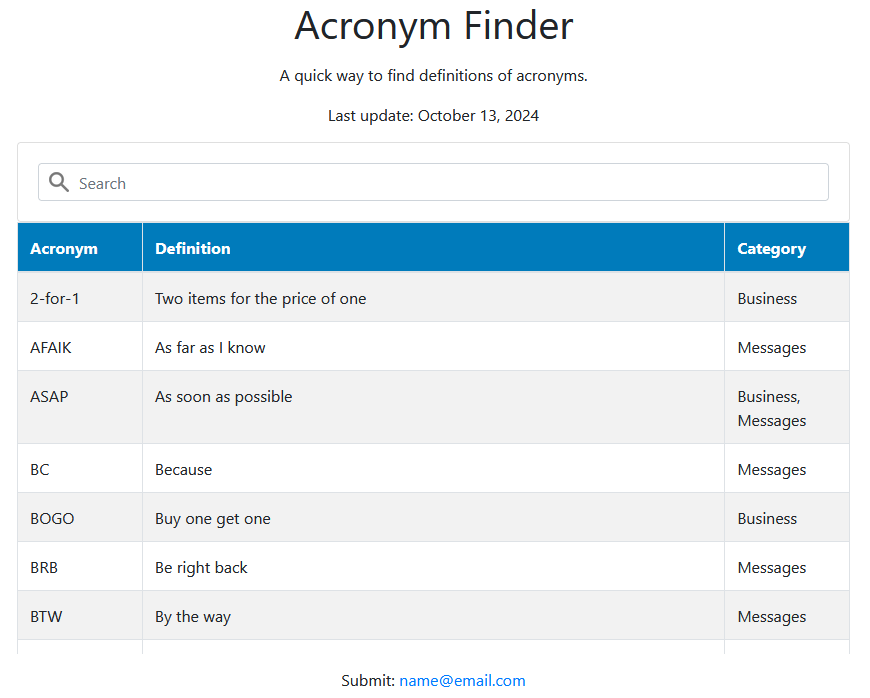 Acronym Finder
A quick way to find definitions of acronyms.
Last update: October 13, 2024
Search
Acronym Definition Category
2-for-1 Two items for the price of one Business
AFAIK As far as I know Messages
ASAP As soon as possible Business,
Messages
BC Because Messages
BOGO Buy one get one Business
BRB Be right back Messages
BTW By the way Messages
Submit: name@email.com